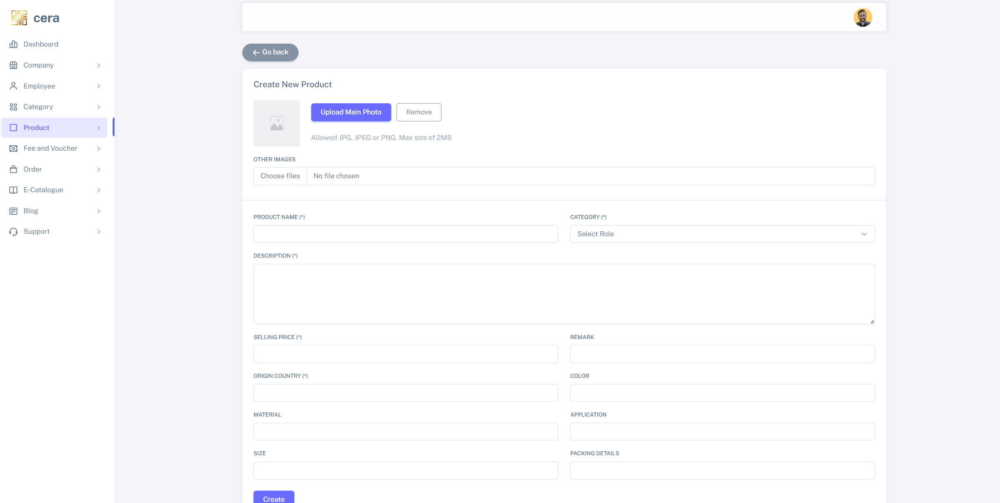 cera
Dashboard
Company
Employee
Category
Product
Fee and Voucher
Order
E-Catalogue
Blog
Support
Go back
Create New Product
Upload Main Photo
Remove
Allowed JPG, JPEG or PNG. Max size of 2MB
OTHER IMAGES
Choose files
No file chosen
PRODUCT NAME (*)
CATEGORY (*)
Select Role
DESCRIPTION (*)
SELLING PRICE (*)
REMARK
ORIGIN COUNTRY (*)
COLOR
MATERIAL
APPLICATION
SIZE
PACKING DETAILS
Create